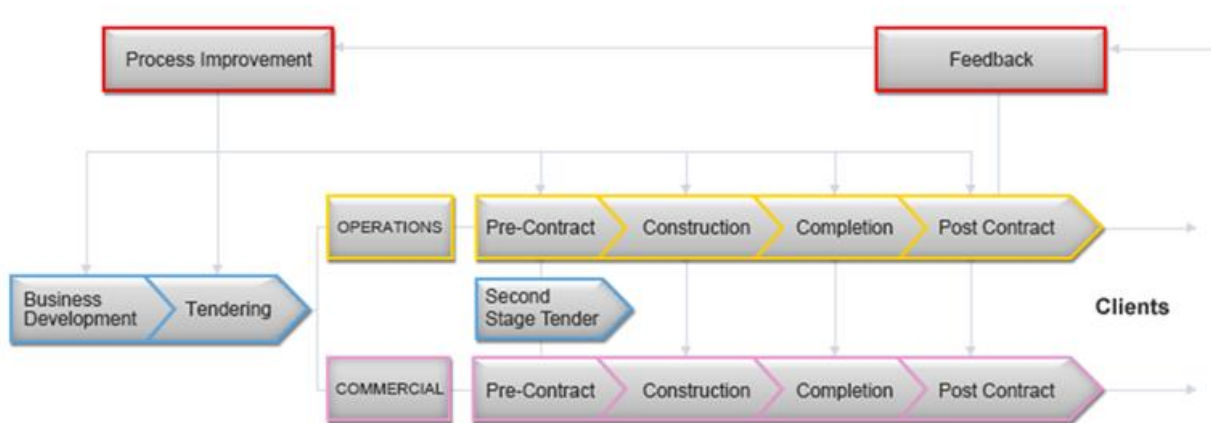 Process Improvement
Feedback
OPERATIONS
Pre-Contract
Construction
Completion
Post Contract
Business
Development
Tendering
Second
Stage Tender
Clients
COMMERCIAL
Pre-Contract
Construction
Completion
Post Contract